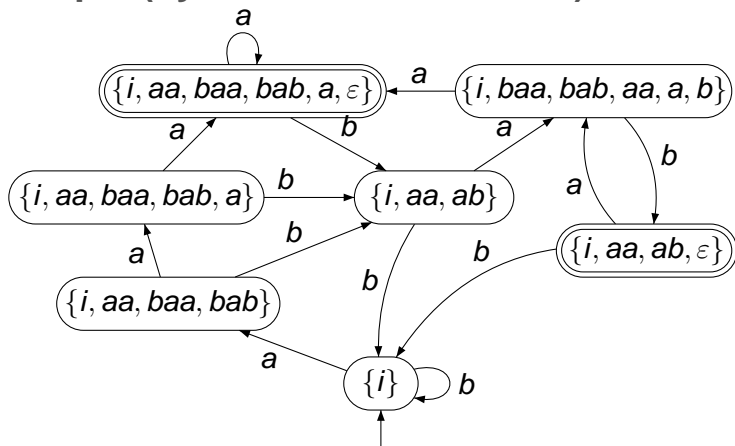 a
{i, aa, baa, bab, a, ε}
a
{i, baa, bab, aa, a, b}
a
b
a
b
{i, aa, baa, bab, a}
b
{i, aa, ab}
a
{i, aa, ab, ε}
a
b
b
b
{i, aa, baa, bab}
a
{i}
b